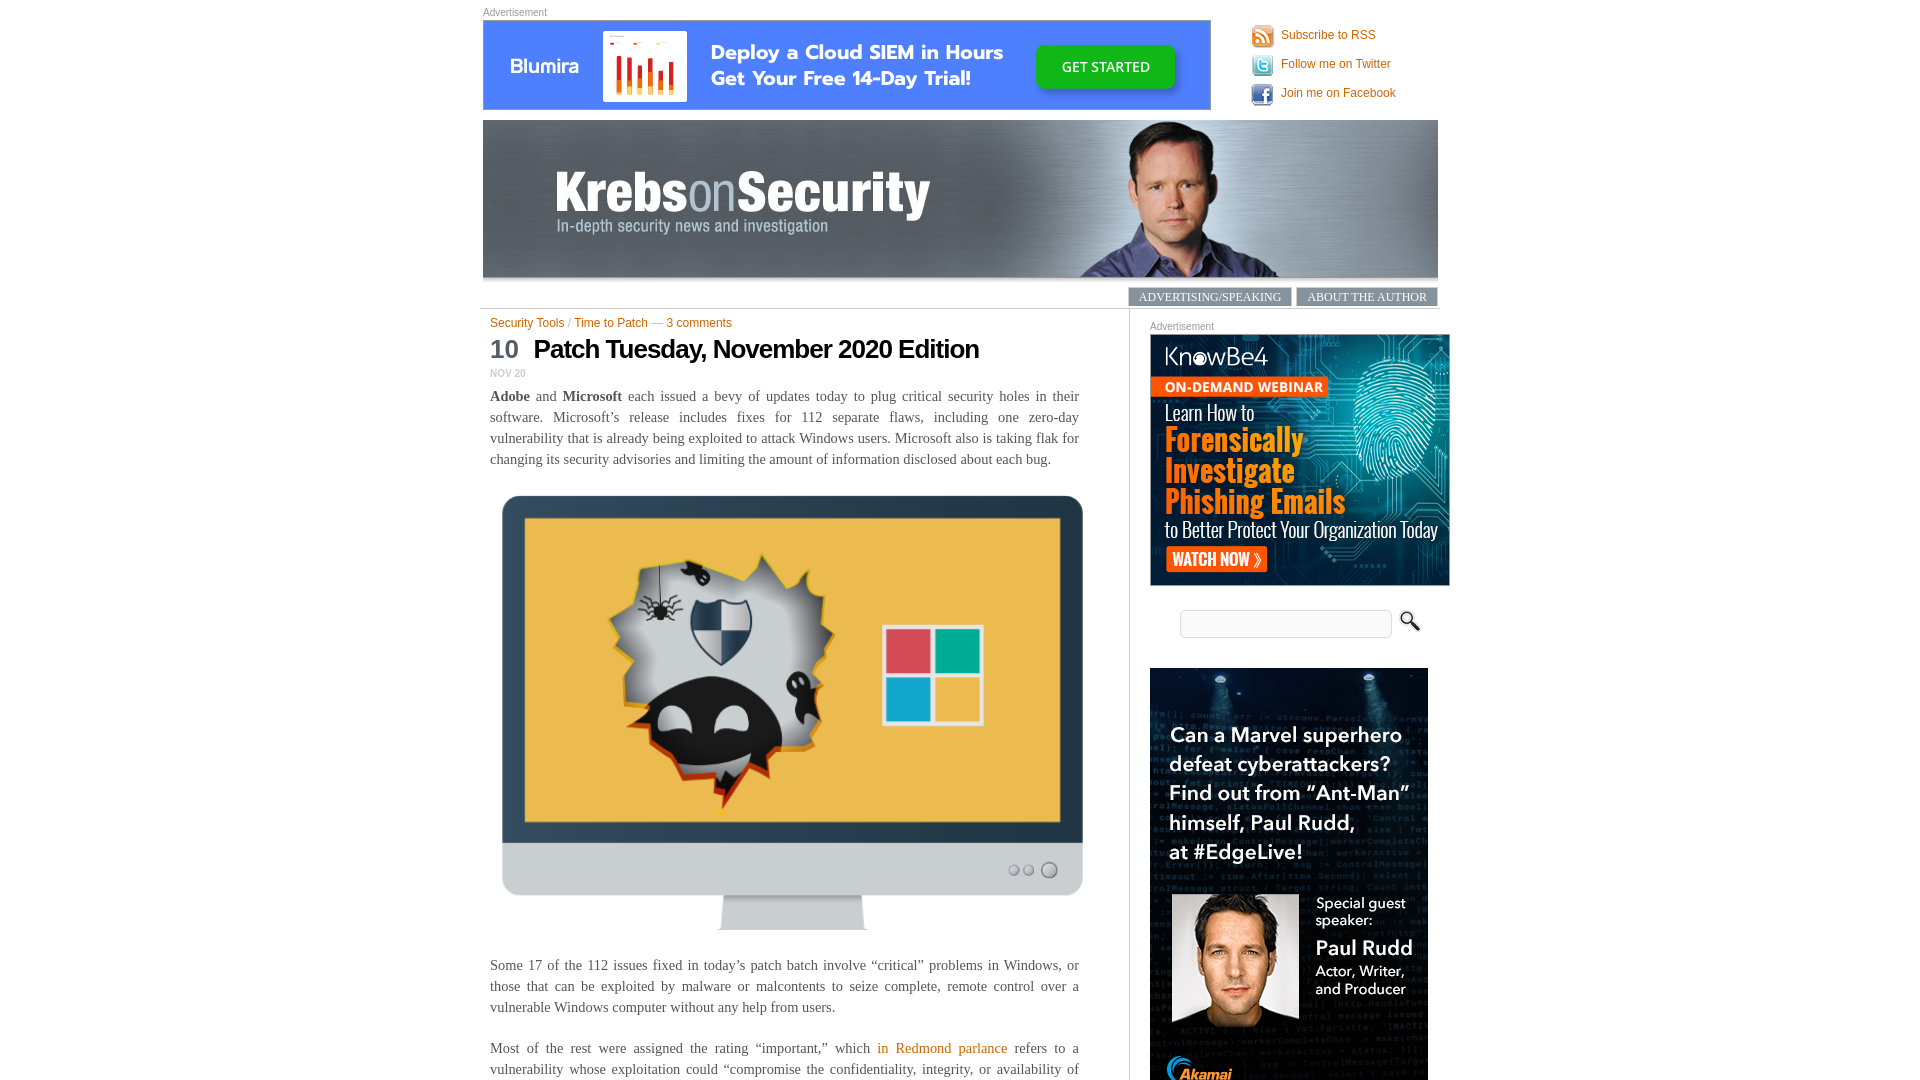 Advertisement
Blumira
Deploy a Cloud SIEM in Hours
Get Your Free 14-Day Trial!
GET STARTED
Subscribe to RSS
Follow me on Twitter
Join me on Facebook
KrebsonSecurity
In-depth security news and investigation
ADVERTISING/SPEAKING
ABOUT THE AUTHOR
Security Tools / Time to Patch — 3 comments
10 Patch Tuesday, November 2020 Edition
NOV 20
Adobe and Microsoft each issued a bevy of updates today to plug critical security holes in their
software. Microsoft’s release includes fixes for 112 separate flaws, including one zero-day
vulnerability that is already being exploited to attack Windows users. Microsoft also is taking flak for
changing its security advisories and limiting the amount of information disclosed about each bug.
Some 17 of the 112 issues fixed in today’s patch batch involve “critical” problems in Windows, or
those that can be exploited by malware or malcontents to seize complete, remote control over a
vulnerable Windows computer without any help from users.
Most of the rest were assigned the rating “important,” which in Redmond parlance refers to a
vulnerability whose exploitation could “compromise the confidentiality, integrity, or availability of
Advertisement
KnowBe4
ON-DEMAND WEBINAR
Learn How to
Forensically
Investigate
Phishing Emails
to Better Protect Your Organization Today
WATCH NOW 》
Can a Marvel superhero
defeat cyberattackers?
Find out from “Ant-Man”
himself, Paul Rudd,
at #EdgeLive!
Special guest
speaker:
Paul Rudd
Actor, Writer,
and Producer
Akamai